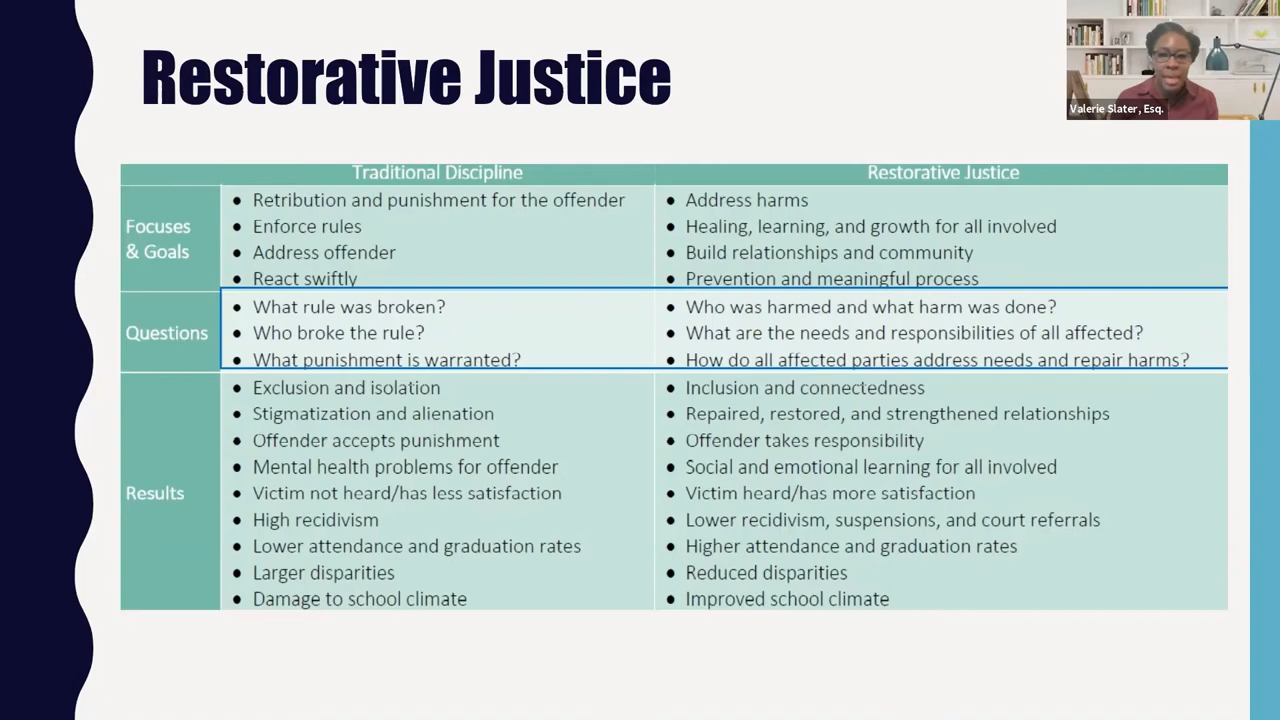 Restorative Justice
Valerie Slater, Esq.
Traditional Discipline
Restorative Justice
Focuses
& Goals
• Retribution and punishment for the offender
• Enforce rules
• Address offender
• React swiftly
• Address harms
• Healing, learning, and growth for all involved
• Build relationships and community
• Prevention and meaningful process
Questions
• What rule was broken?
• Who broke the rule?
• What punishment is warranted?
• Who was harmed and what harm was done?
• What are the needs and responsibilities of all affected?
• How do all affected parties address needs and repair harms?
Results
• Exclusion and isolation
• Stigmatization and alienation
• Offender accepts punishment
• Mental health problems for offender
• Victim not heard/has less satisfaction
• High recidivism
• Lower attendance and graduation rates
• Larger disparities
• Damage to school climate
• Inclusion and connectedness
• Repaired, restored, and strengthened relationships
• Offender takes responsibility
• Social and emotional learning for all involved
• Victim heard/has more satisfaction
• Lower recidivism, suspensions, and court referrals
• Higher attendance and graduation rates
• Reduced disparities
• Improved school climate